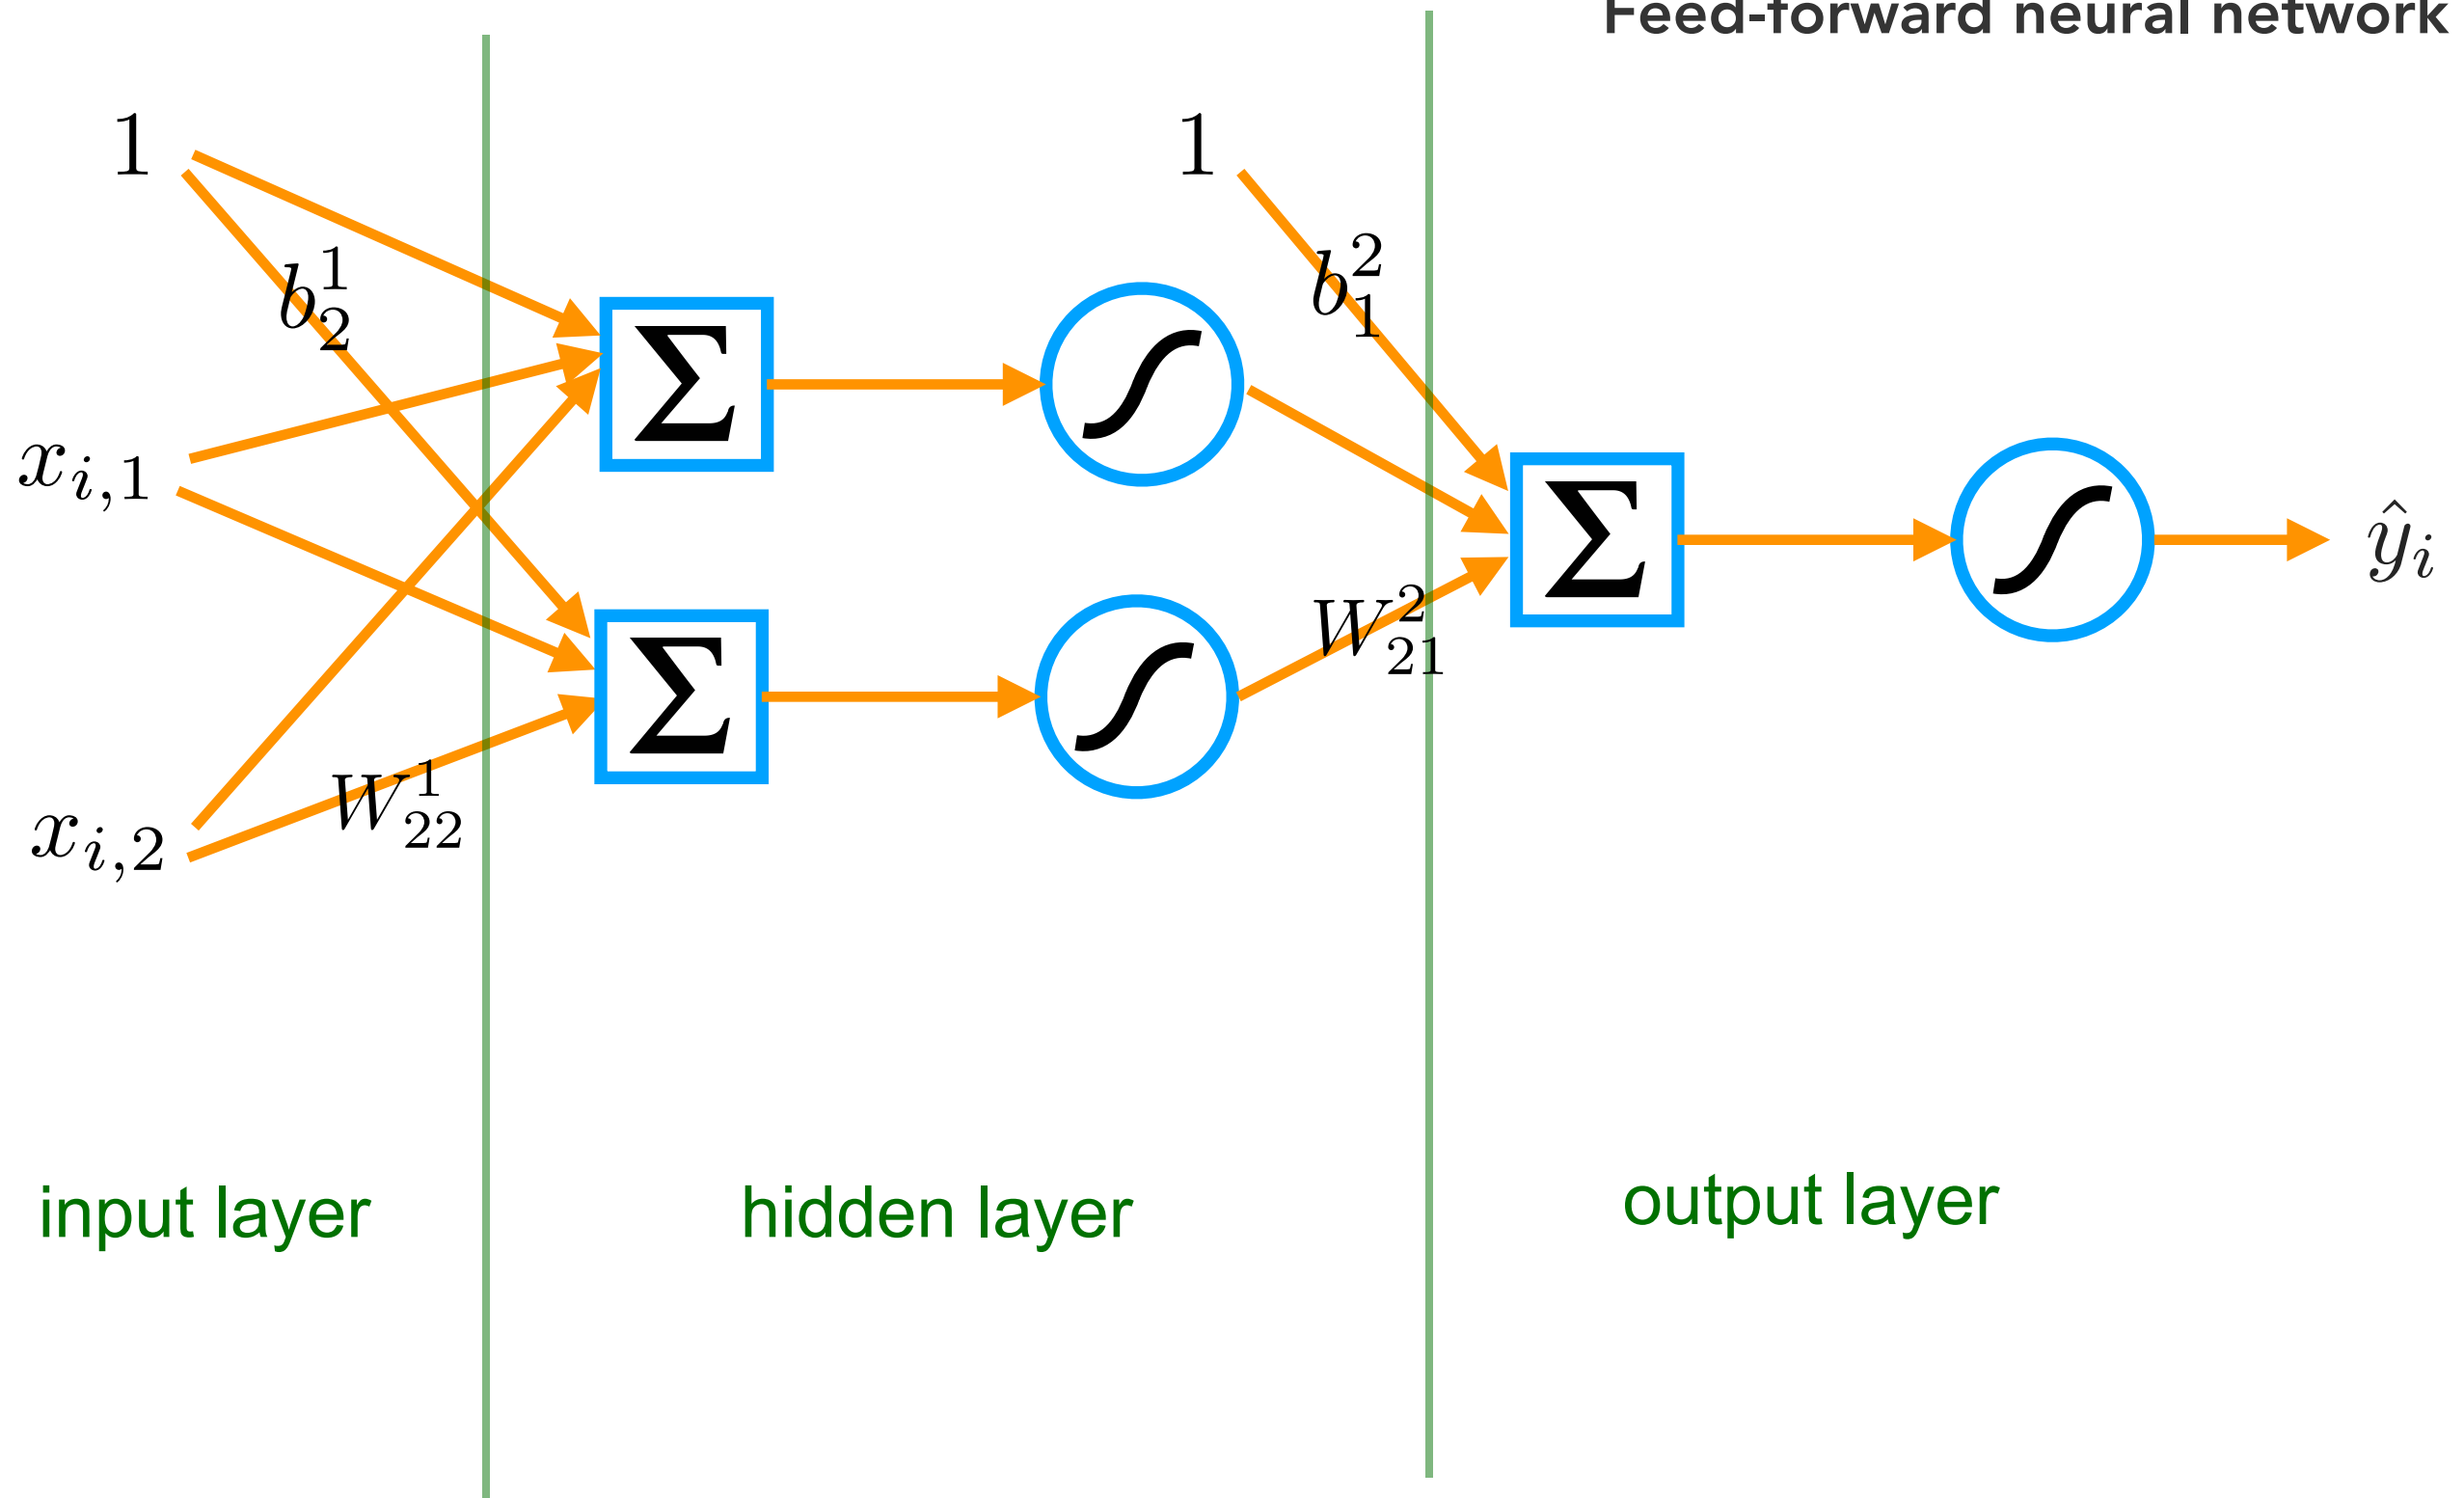 Feed-forward neural network
1
1
b^1_2
b^2_1
Σ
x_{i,1}
Σ
ŷ_i
W^2_{21}
Σ
W^1_{22}
x_{i,2}
input layer
hidden layer
output layer